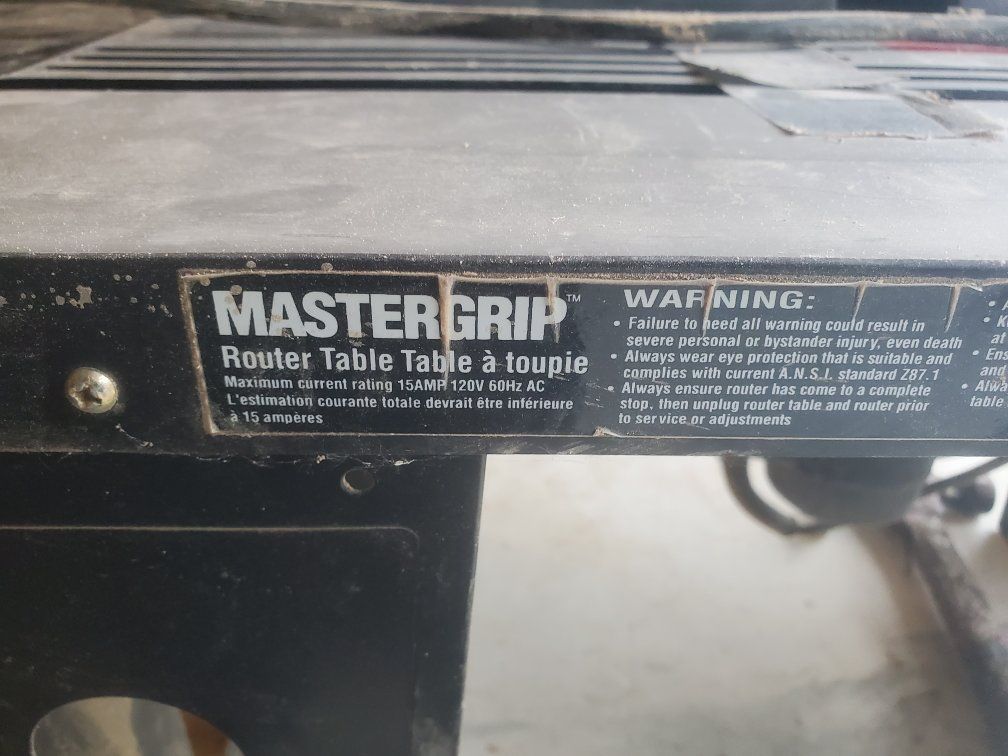 MASTERGRIP™
Router Table Table à toupie
Maximum current rating 15AMP 120V 60Hz AC
L'estimation courante totale devrait être inférieure
à 15 ampères
WARNING:
• Failure to heed all warning could result in
severe personal or bystander injury, even death
• Always wear eye protection that is suitable and
complies with current A.N.S.I. standard Z87.1
• Always ensure router has come to a complete
stop, then unplug router table and router prior
to service or adjustments
at
and
table